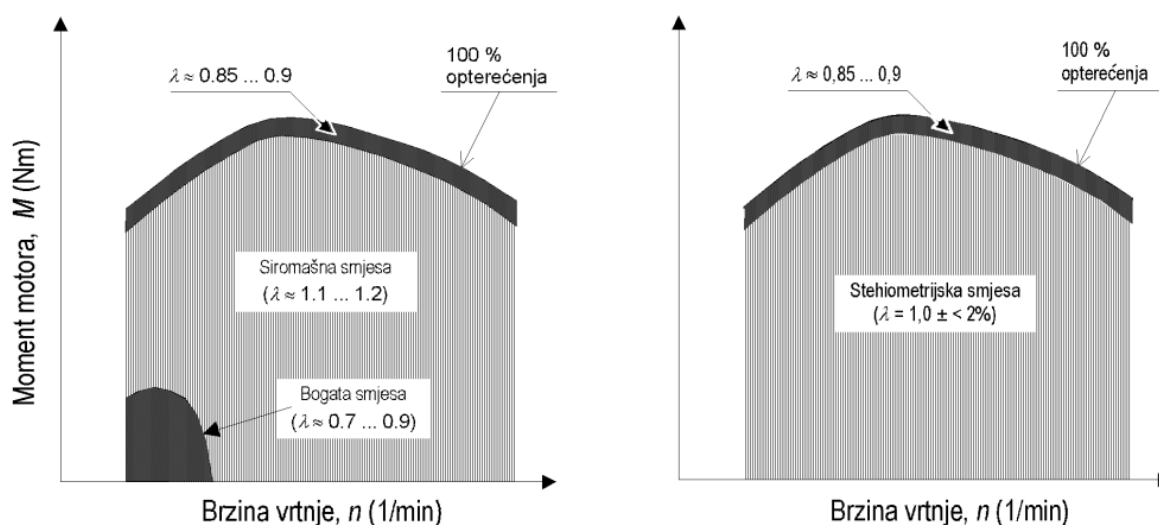 λ ≈ 0.85 ... 0.9
100 %
opterećenja
Moment motora, M (Nm)
Siromašna smjesa
(λ ≈ 1.1 ... 1.2)
Bogata smjesa
(λ ≈ 0.7 ... 0.9)
Brzina vrtnje, n (1/min)
λ ≈ 0,85 ... 0,9
100 %
opterećenja
Stehiometrijska smjesa
(λ = 1,0 ± < 2%)
Brzina vrtnje, n (1/min)